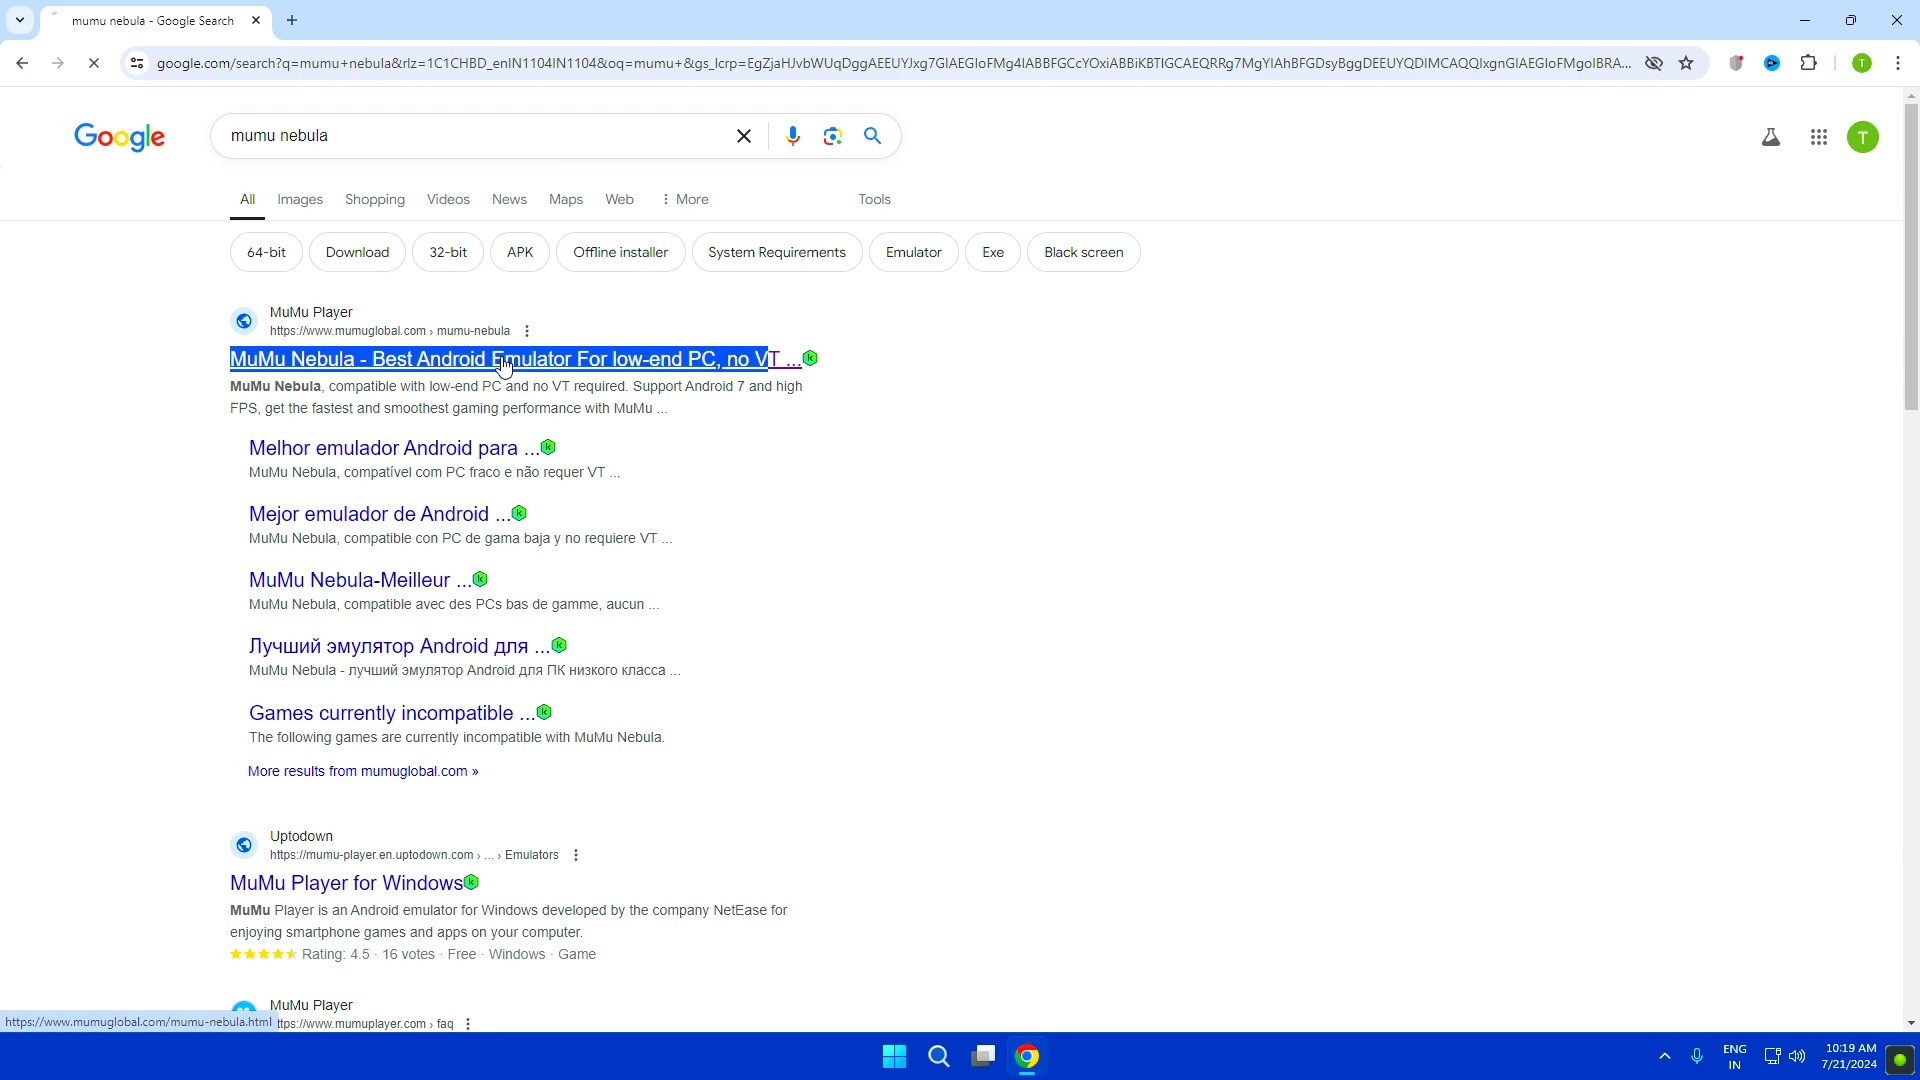 mumu nebula - Google Search
google.com/search?q=mumu+nebula&rlz=1C1CHBD_enIN1104IN1104&oq=mumu+&gs_lcrp=EgZjaHJvbWUqDggAEEUYJxg7GIAEGIoFMg4IABBFGCcYOxiABBiKBTIGCAEQRRg7MgYIAhBFGDsyBggDEEUYQDIMCAQQIxgnGIAEGIoFMgoIBRA...
T
Google
mumu nebula
T
All Images Shopping Videos News Maps Web More Tools
64-bit Download 32-bit APK Offline installer System Requirements Emulator Exe Black screen
MuMu Player
https://www.mumuglobal.com › mumu-nebula
MuMu Nebula - Best Android Emulator For low-end PC, no VT ...
MuMu Nebula, compatible with low-end PC and no VT required. Support Android 7 and high
FPS, get the fastest and smoothest gaming performance with MuMu ...
Melhor emulador Android para ...
MuMu Nebula, compatível com PC fraco e não requer VT ...
Mejor emulador de Android ...
MuMu Nebula, compatible con PC de gama baja y no requiere VT ...
MuMu Nebula-Meilleur ...
MuMu Nebula, compatible avec des PCs bas de gamme, aucun ...
Лучший эмулятор Android для ...
MuMu Nebula - лучший эмулятор Android для ПК низкого класса ...
Games currently incompatible ...
The following games are currently incompatible with MuMu Nebula.
More results from mumuglobal.com »
Uptodown
https://mumu-player.en.uptodown.com › ... › Emulators
MuMu Player for Windows
MuMu Player is an Android emulator for Windows developed by the company NetEase for
enjoying smartphone games and apps on your computer.
Rating: 4.5 · 16 votes · Free · Windows · Game
MuMu Player
ttps://www.mumuplayer.com › faq
https://www.mumuglobal.com/mumu-nebula.html
ENG
IN
10:19 AM
7/21/2024